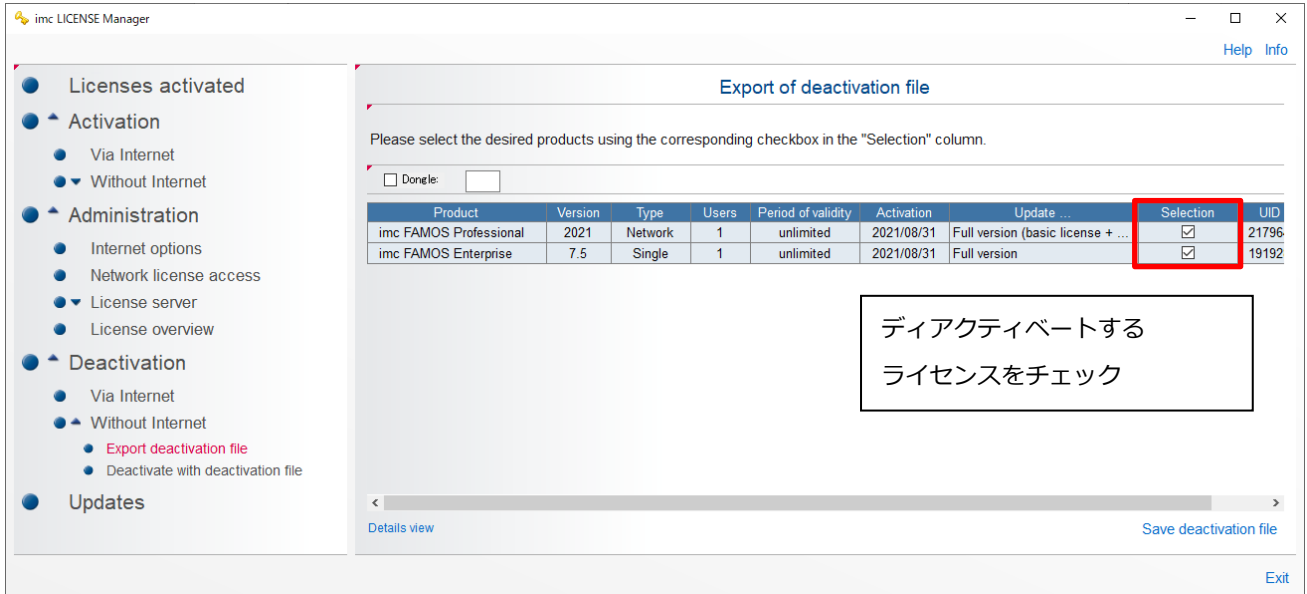 imc LICENSE Manager
Help Info
Licenses activated
Activation
Via Internet
Without Internet
Administration
Internet options
Network license access
License server
License overview
Deactivation
Via Internet
Without Internet
Export deactivation file
Deactivate with deactivation file
Updates
Export of deactivation file
Please select the desired products using the corresponding checkbox in the "Selection" column.
Dongle:
Product Version Type Users Period of validity Activation Update ... Selection UID
imc FAMOS Professional 2021 Network 1 unlimited 2021/08/31 Full version (basic license + ... 21796
imc FAMOS Enterprise 7.5 Single 1 unlimited 2021/08/31 Full version 19192
ディアクティベートする
ライセンスをチェック
Details view
Save deactivation file
Exit